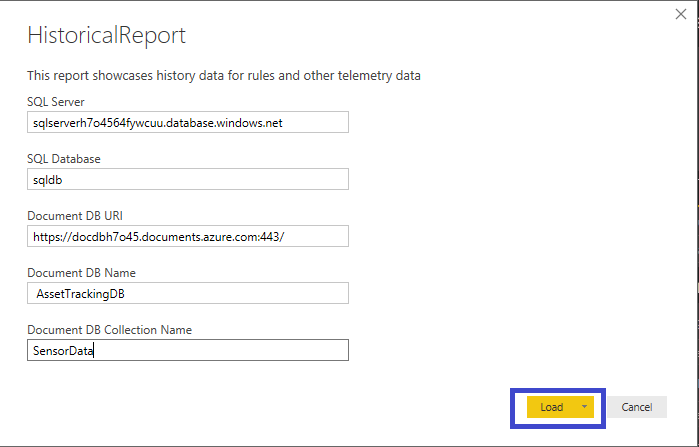 HistoricalReport
This report showcases history data for rules and other telemetry data
SQL Server
sqlserverh7o4564fywcuu.database.windows.net
SQL Database
sqldb
Document DB URI
https://docdbh7o45.documents.azure.com:443/
Document DB Name
AssetTrackingDB
Document DB Collection Name
SensorData
Load
Cancel